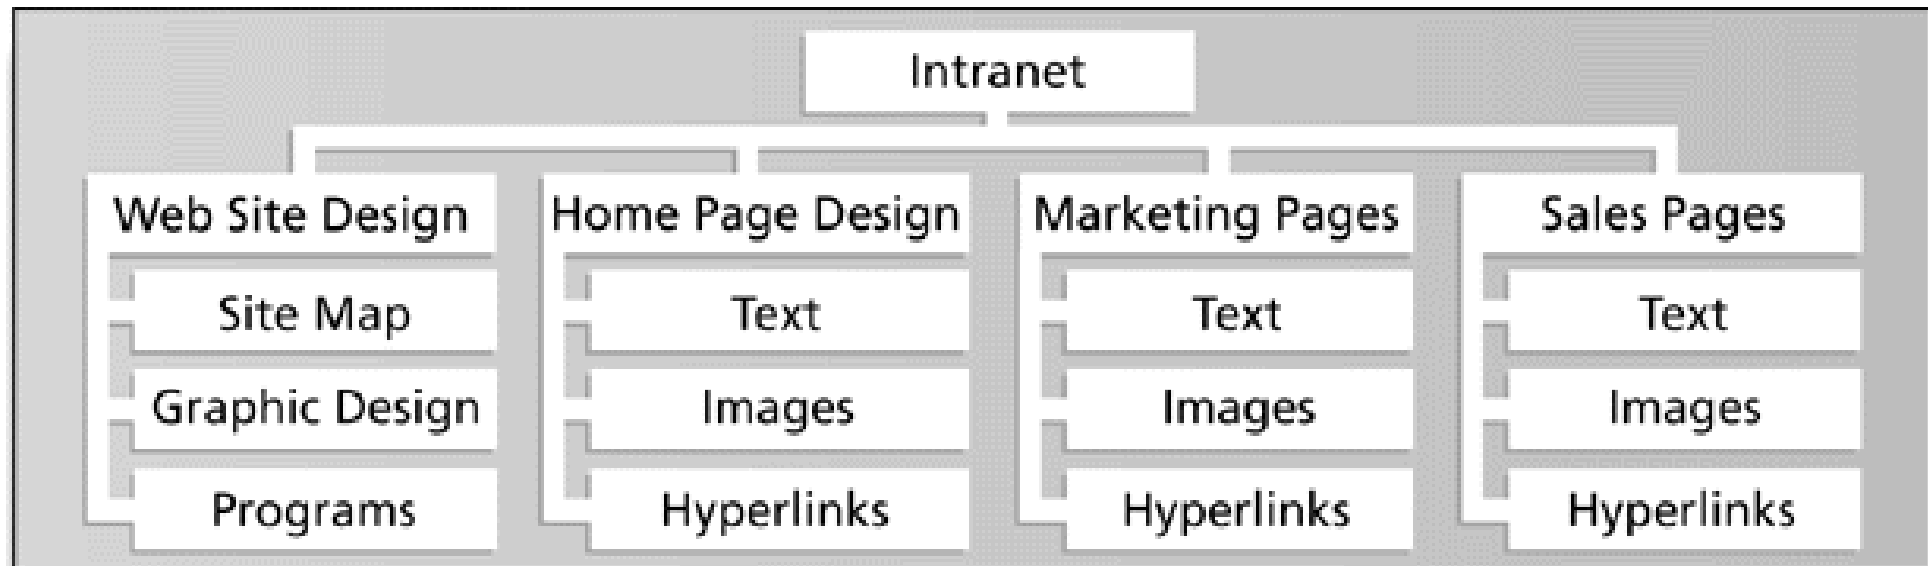 Intranet
Web Site Design
Home Page Design
Marketing Pages
Sales Pages
Site Map
Text
Text
Text
Graphic Design
Images
Images
Images
Programs
Hyperlinks
Hyperlinks
Hyperlinks